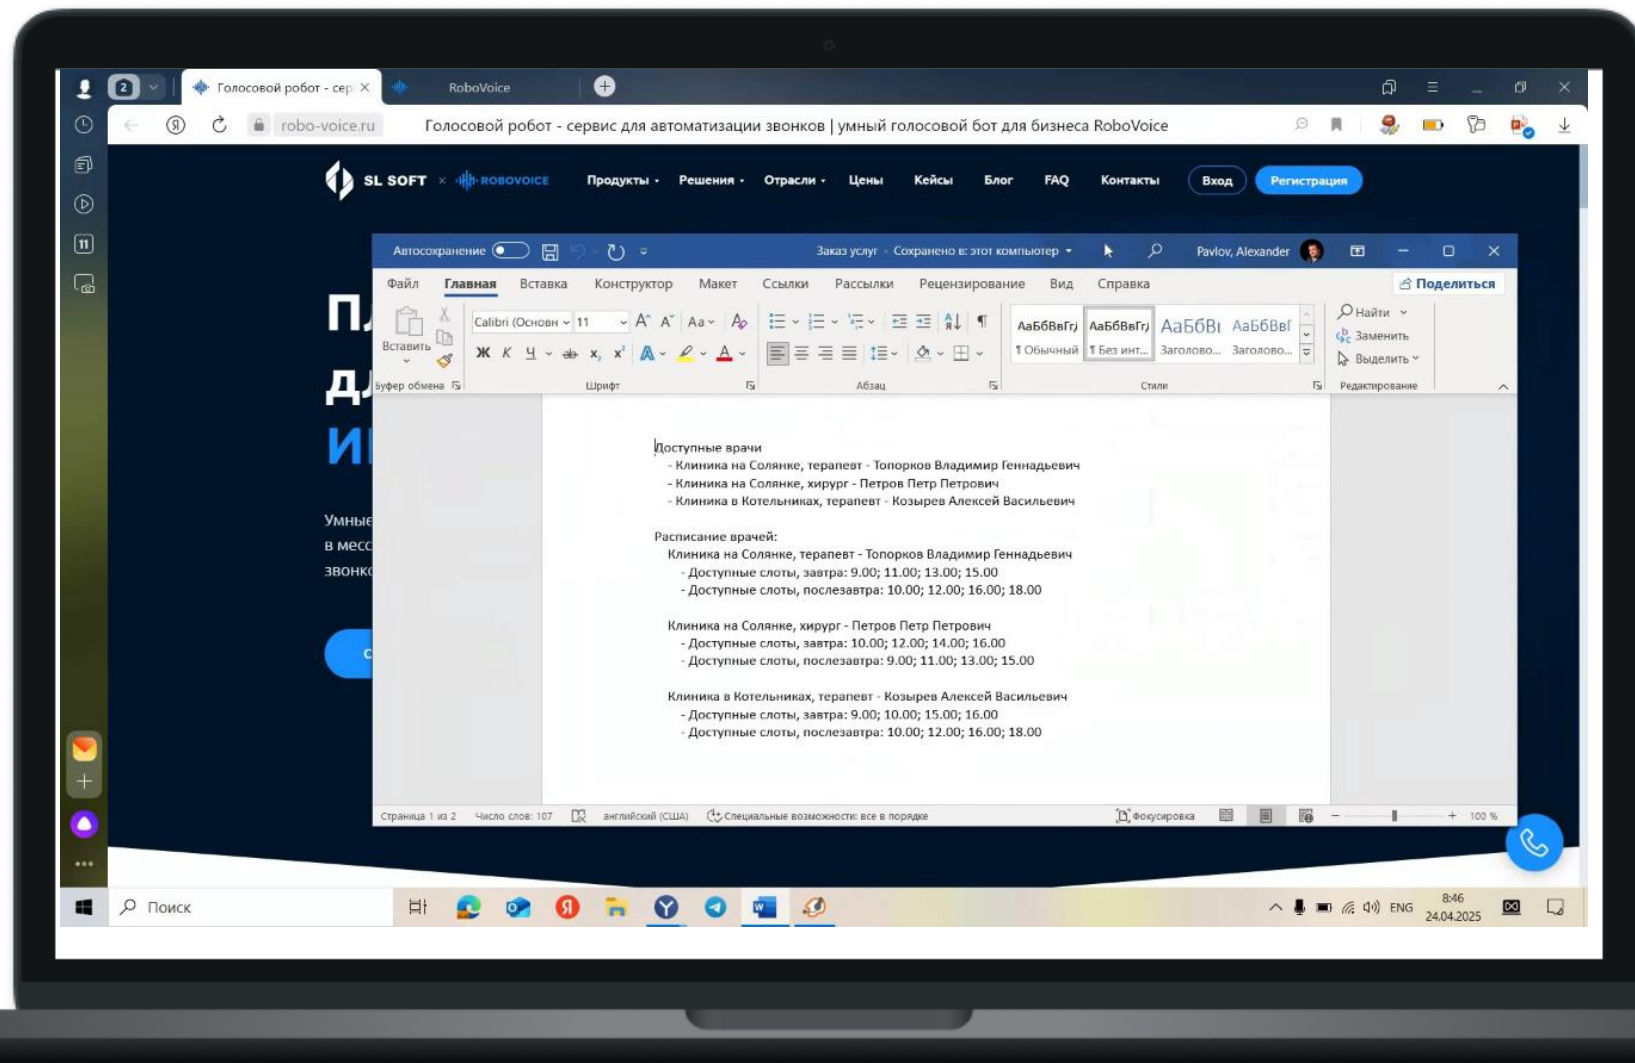 2
Голосовой робот - сер
RoboVoice
robo-voice.ru
Голосовой робот - сервис для автоматизации звонков | умный голосовой бот для бизнеса RoboVoice
11
SL SOFT × ROBOVOICE
Продукты
Решения
Отрасли
Цены
Кейсы
Блог
FAQ
Контакты
Вход
Регистрация
Автосохранение
Заказ услуг - Сохранено в: этот компьютер
Pavlov, Alexander
Файл
Главная
Вставка
Конструктор
Макет
Ссылки
Рассылки
Рецензирование
Вид
Справка
Поделиться
Вставить
Calibri (Основн
11
Ж К Ч
АаБбВвГг,
АаБбВвГг,
АаБбВı
АаБбВвГ
¶ Обычный
¶ Без инт...
Заголово...
Заголово...
Найти
Заменить
Выделить
Буфер обмена
Шрифт
Абзац
Стили
Редактирование
Умные
в месс
звонко
Доступные врачи
- Клиника на Солянке, терапевт - Топорков Владимир Геннадьевич
- Клиника на Солянке, хирург - Петров Петр Петрович
- Клиника в Котельниках, терапевт - Козырев Алексей Васильевич
Расписание врачей:
Клиника на Солянке, терапевт - Топорков Владимир Геннадьевич
- Доступные слоты, завтра: 9.00; 11.00; 13.00; 15.00
- Доступные слоты, послезавтра: 10.00; 12.00; 16.00; 18.00
Клиника на Солянке, хирург - Петров Петр Петрович
- Доступные слоты, завтра: 10.00; 12.00; 14.00; 16.00
- Доступные слоты, послезавтра: 9.00; 11.00; 13.00; 15.00
Клиника в Котельниках, терапевт - Козырев Алексей Васильевич
- Доступные слоты, завтра: 9.00; 10.00; 15.00; 16.00
- Доступные слоты, послезавтра: 10.00; 12.00; 16.00; 18.00
Страница 1 из 2
Число слов: 107
английский (США)
Специальные возможности: все в порядке
Фокусировка
100 %
Поиск
ENG
8:46
24.04.2025